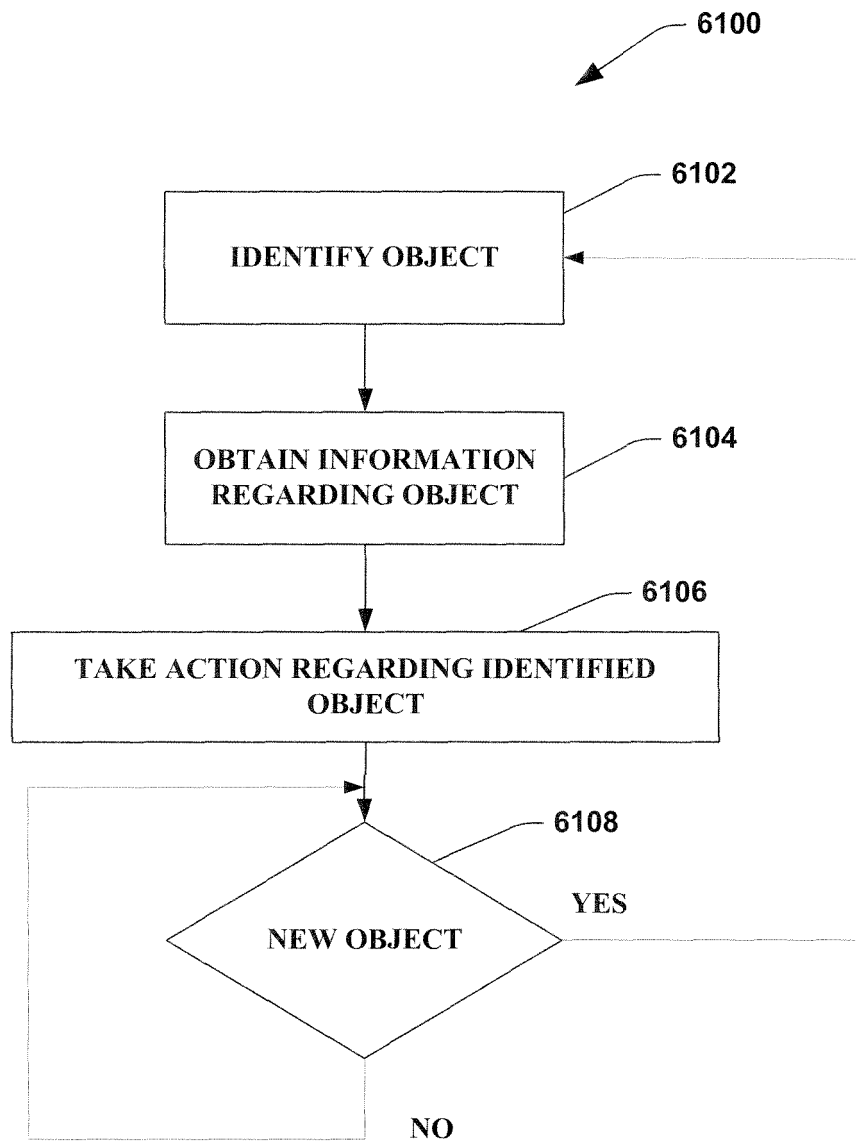 6100
6102
IDENTIFY OBJECT
6104
OBTAIN INFORMATION
REGARDING OBJECT
6106
TAKE ACTION REGARDING IDENTIFIED
OBJECT
6108
YES
NEW OBJECT
NO